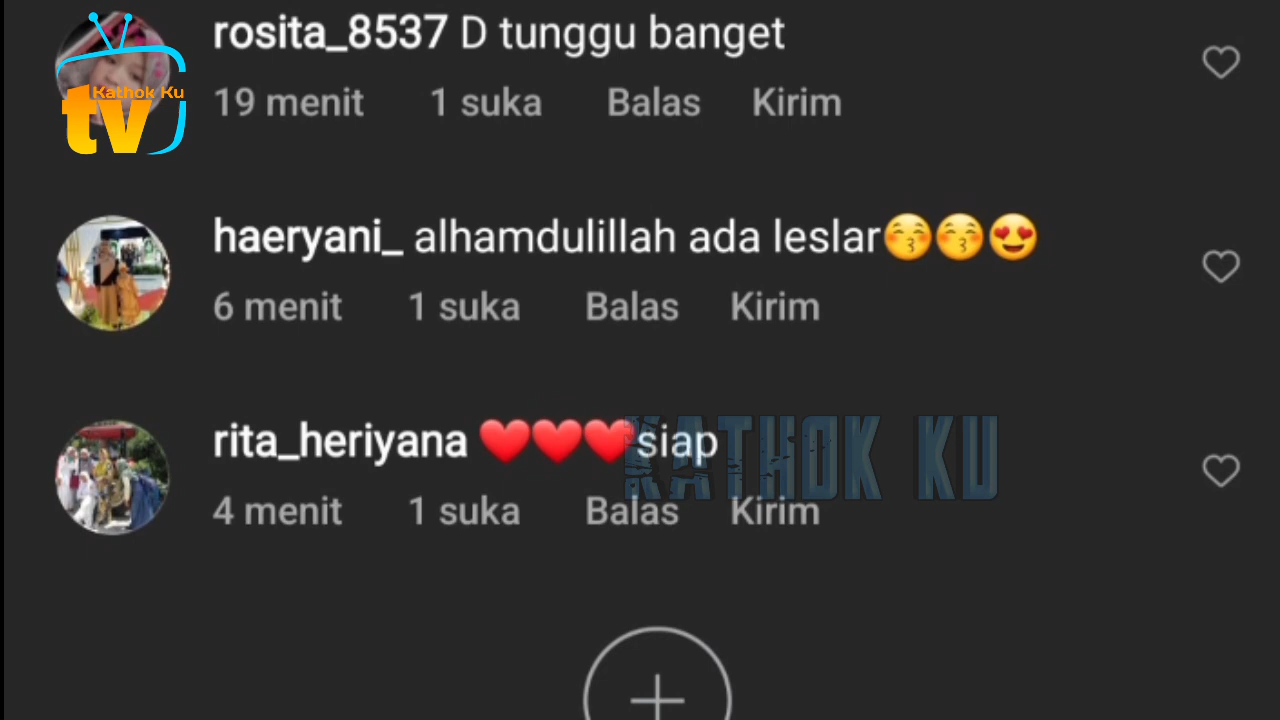 rosita_8537 D tunggu banget
Kathok Ku
tv
19 menit 1 suka Balas Kirim
haeryani_ alhamdulillah ada leslar😚😚😍
6 menit 1 suka Balas Kirim
rita_heriyana ❤️❤️❤️siap
KATHOK KU
4 menit 1 suka Balas Kirim